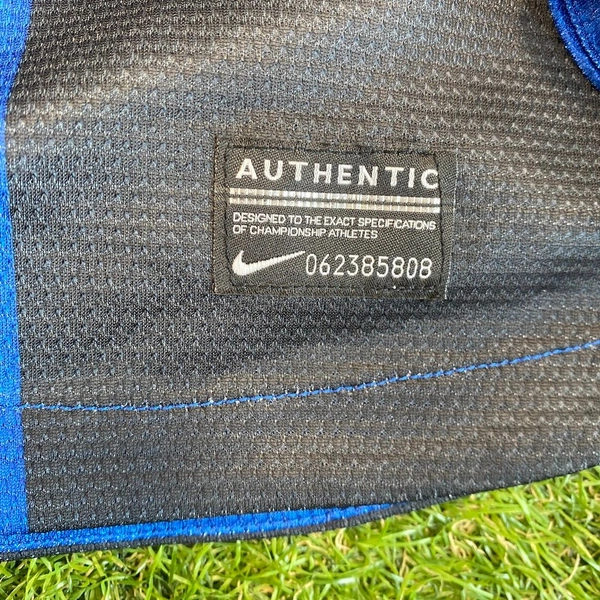 AUTHENTIC
DESIGNED TO THE EXACT SPECIFICATIONS
OF CHAMPIONSHIP ATHLETES
062385808